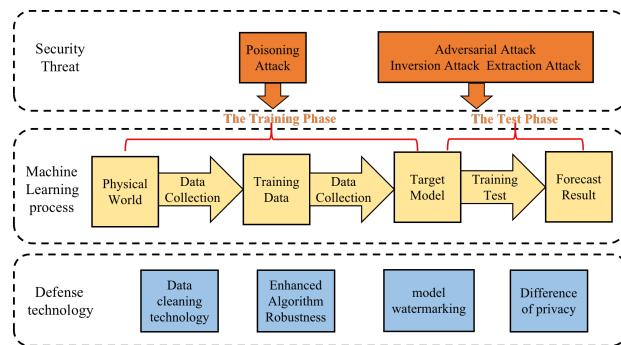 Security
Threat
Poisoning
Attack
Adversarial Attack
Inversion Attack Extraction Attack
The Training Phase
The Test Phase
Machine
Learning
process
Physical
World
Data
Collection
Training
Data
Data
Collection
Target
Model
Training
Test
Forecast
Result
Defense
technology
Data
cleaning
technology
Enhanced
Algorithm
Robustness
model
watermarking
Difference
of privacy